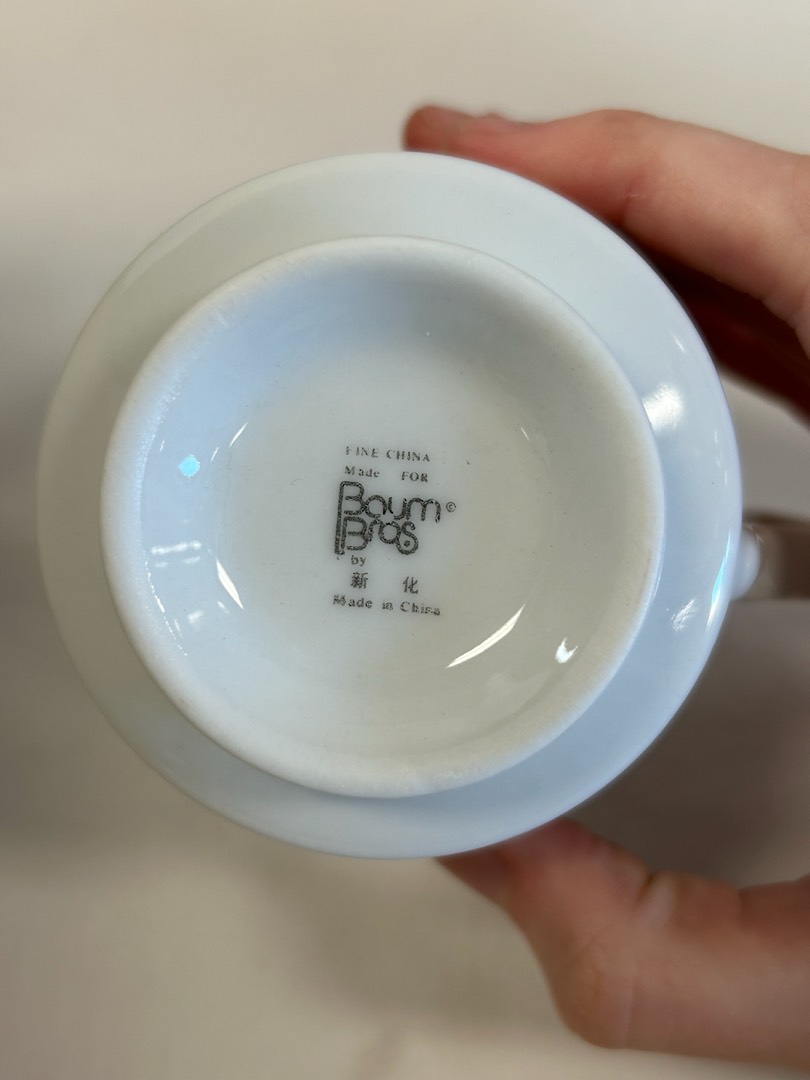 FINE CHINA
Made FOR
Baum ©
Bros
by
新 化
Made in China